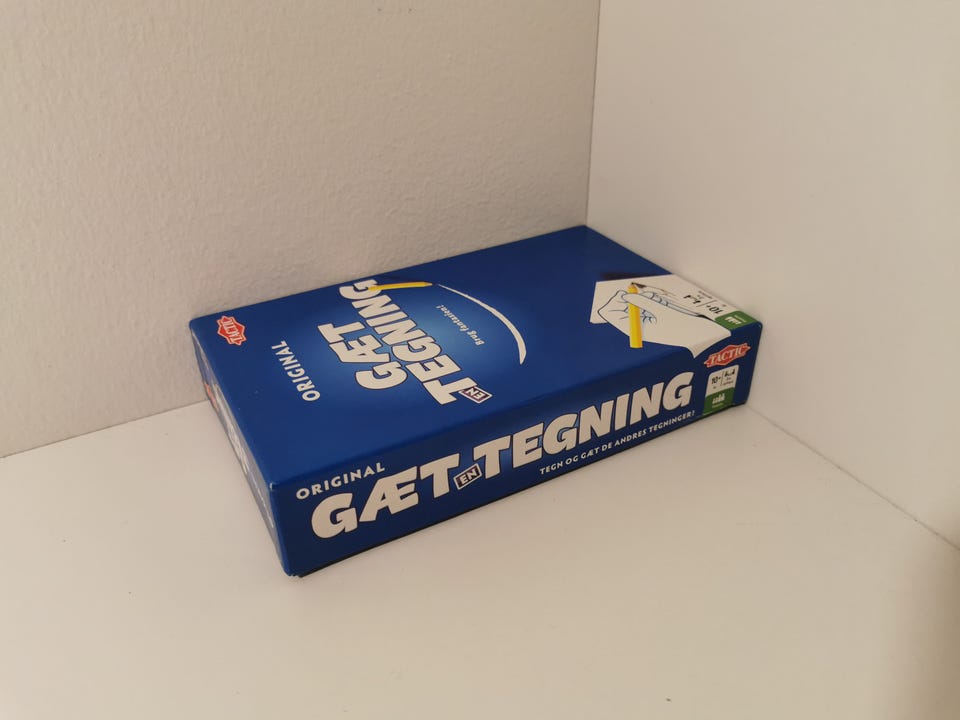 TACTIC
ORIGINAL
GÆT
EN
TEGNING
Brug fantasien!
10+
TACTIC
10+
ORIGINAL
GÆT EN TEGNING
TEGN OG GÆT DE ANDRES TEGNINGER!